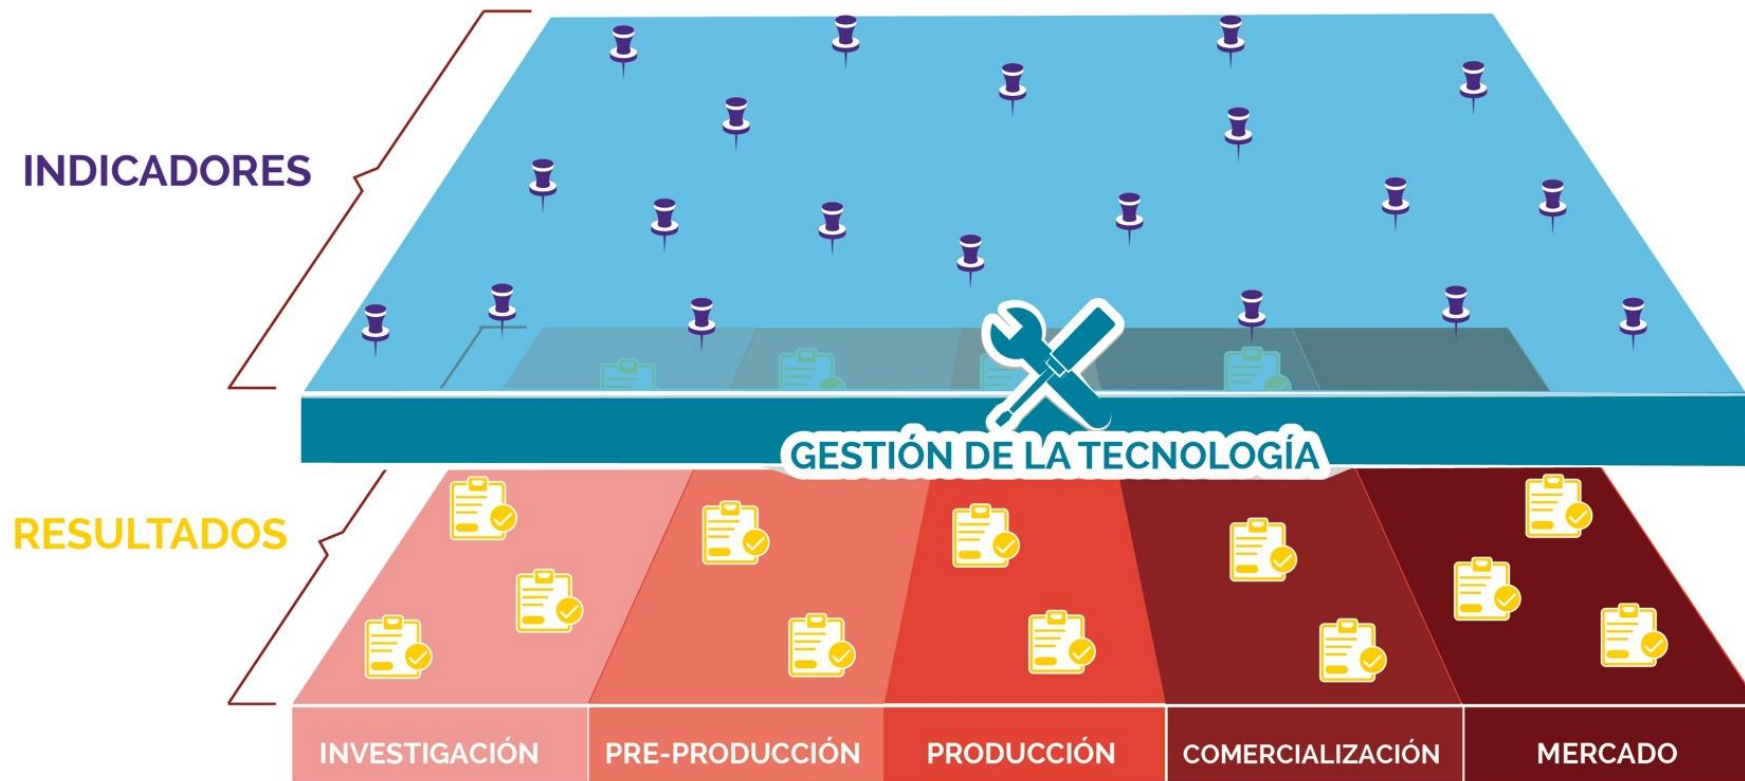 INDICADORES
GESTIÓN DE LA TECNOLOGÍA
RESULTADOS
INVESTIGACIÓN
PRE-PRODUCCIÓN
PRODUCCIÓN
COMERCIALIZACIÓN
MERCADO